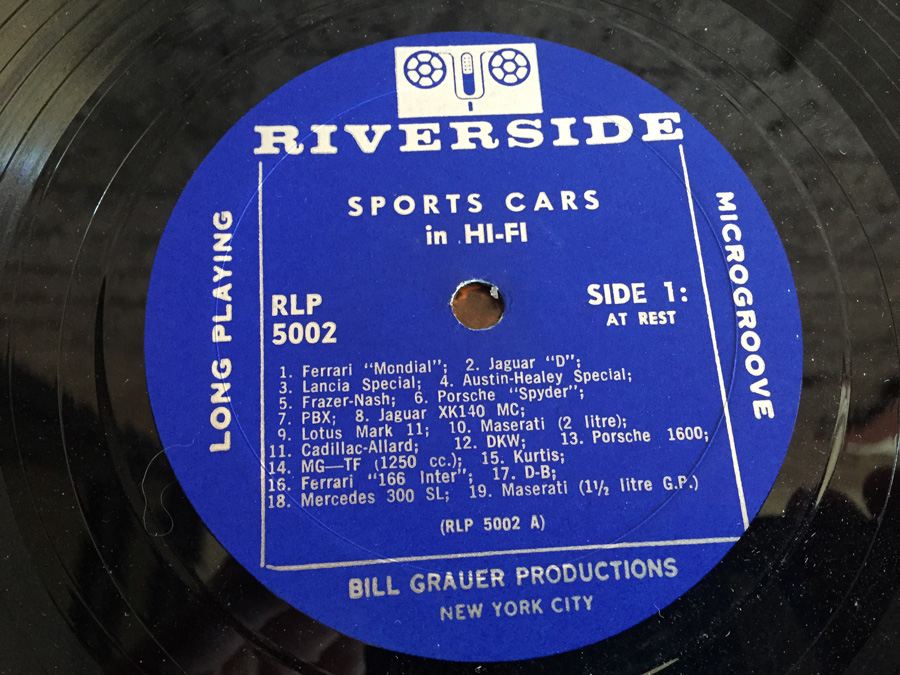 RIVERSIDE
SPORTS CARS
in HI-FI
LONG PLAYING
MICROGROOVE
RLP
5002
SIDE 1:
AT REST
1. Ferrari "Mondial"; 2. Jaguar "D";
3. Lancia Special; 4. Austin-Healey Special;
5. Frazer-Nash; 6. Porsche "Spyder";
7. PBX; 8. Jaguar XK140 MC;
9. Lotus Mark 11; 10. Maserati (2 litre);
11. Cadillac-Allard; 12. DKW; 13. Porsche 1600;
14. MG—TF (1250 cc.); 15. Kurtis;
16. Ferrari "166 Inter"; 17. D-B;
18. Mercedes 300 SL; 19. Maserati (1½ litre G.P.)
(RLP 5002 A)
BILL GRAUER PRODUCTIONS
NEW YORK CITY